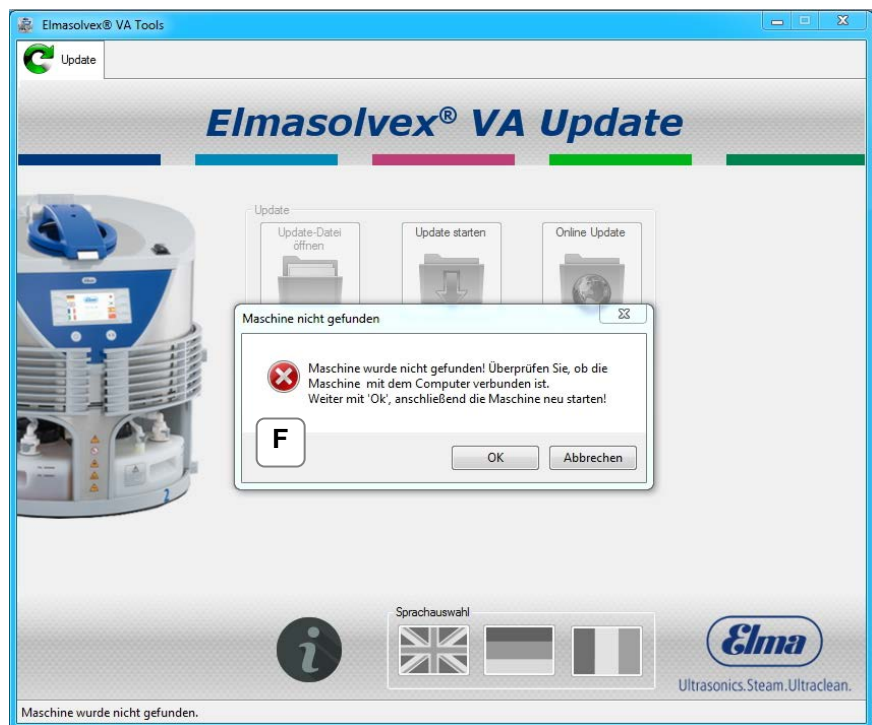 Elmasolvex® VA Tools
Update
Elmasolvex® VA Update
Update
Update-Datei
öffnen
Update starten
Online Update
Maschine nicht gefunden
Maschine wurde nicht gefunden! Überprüfen Sie, ob die
Maschine mit dem Computer verbunden ist.
Weiter mit 'Ok', anschließend die Maschine neu starten!
F
OK
Abbrechen
2
Sprachauswahl
i
Elma
Ultrasonics.Steam.Ultraclean.
Maschine wurde nicht gefunden.